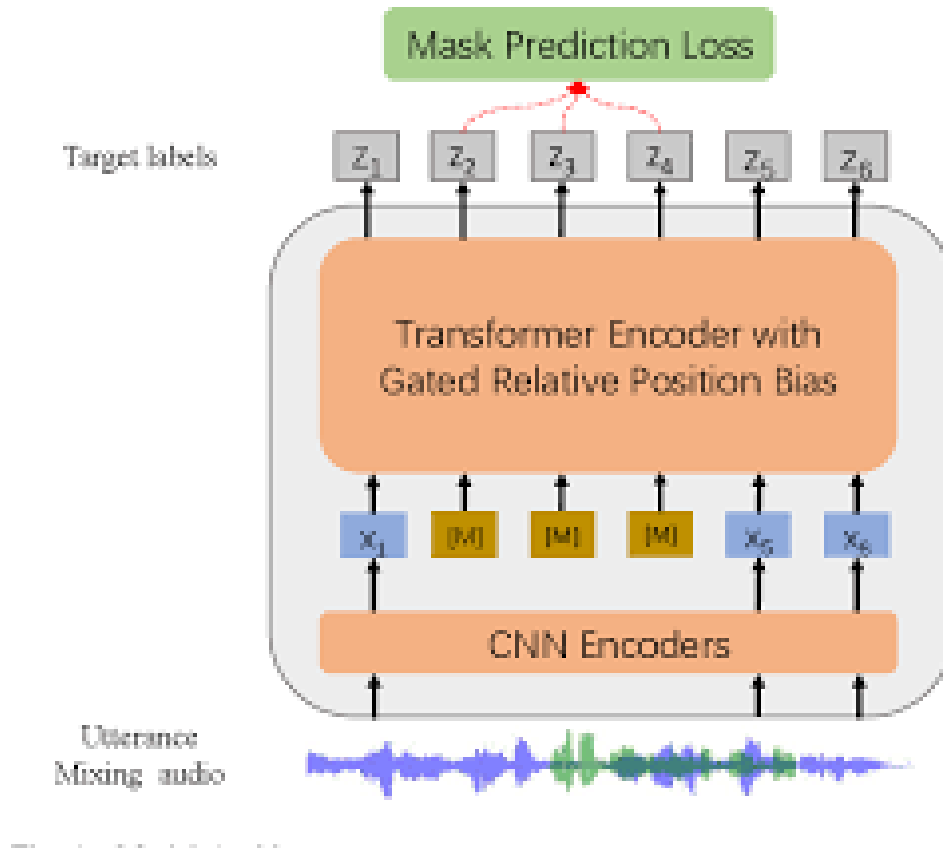 Mask Prediction Loss
Target labels
Z1 Z2 Z3 Z4 Z5 Z6
Transformer Encoder with
Gated Relative Position Bias
X1 [M] [M] [M] X5 X6
CNN Encoders
Utterance
Mixing audio